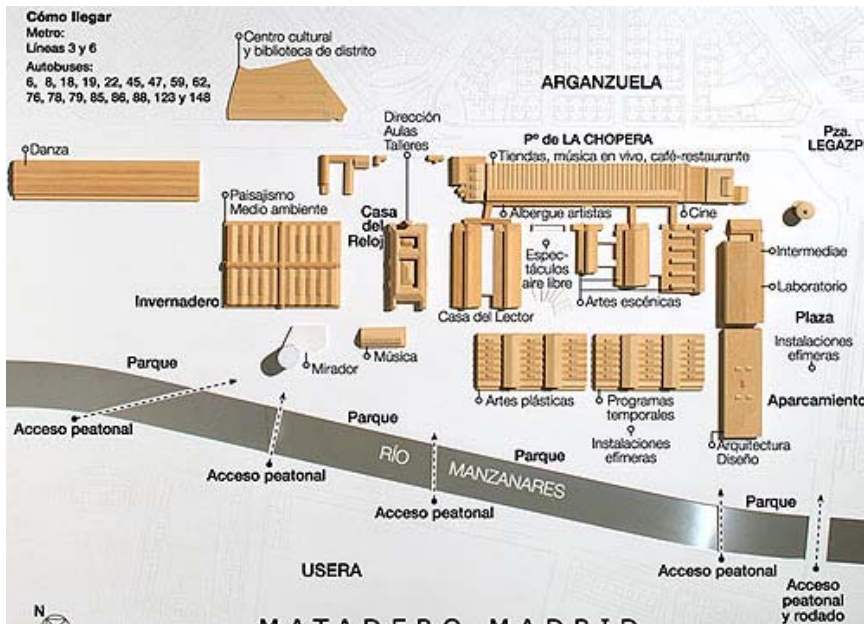 Cómo llegar
Metro:
Líneas 3 y 6
Autobuses:
6, 8, 18, 19, 22, 45, 47, 59, 62,
76, 78, 79, 85, 86, 88, 123 y 148
Centro cultural
y biblioteca de distrito
ARGANZUELA
Dirección
Aulas
Talleres
Pº de LA CHOPERA
Pza.
LEGAZPI
Danza
Tiendas, música en vivo, café-restaurante
Paisajismo
Medio ambiente
Casa
del
Reloj
Albergue artistas
Cine
Espec-
táculos
aire libre
Intermediae
Laboratorio
Invernadero
Artes escénicas
Casa del Lector
Plaza
Instalaciones
efímeras
Mirador
Música
Parque
Artes plásticas
Programas
temporales
Instalaciones
efímeras
Aparcamiento
Arquitectura
Diseño
Acceso peatonal
Parque
Acceso peatonal
RÍO MANZANARES
Parque
Acceso peatonal
Parque
USERA
Acceso peatonal
Acceso
peatonal
y rodado
N
MATADERO MADRID